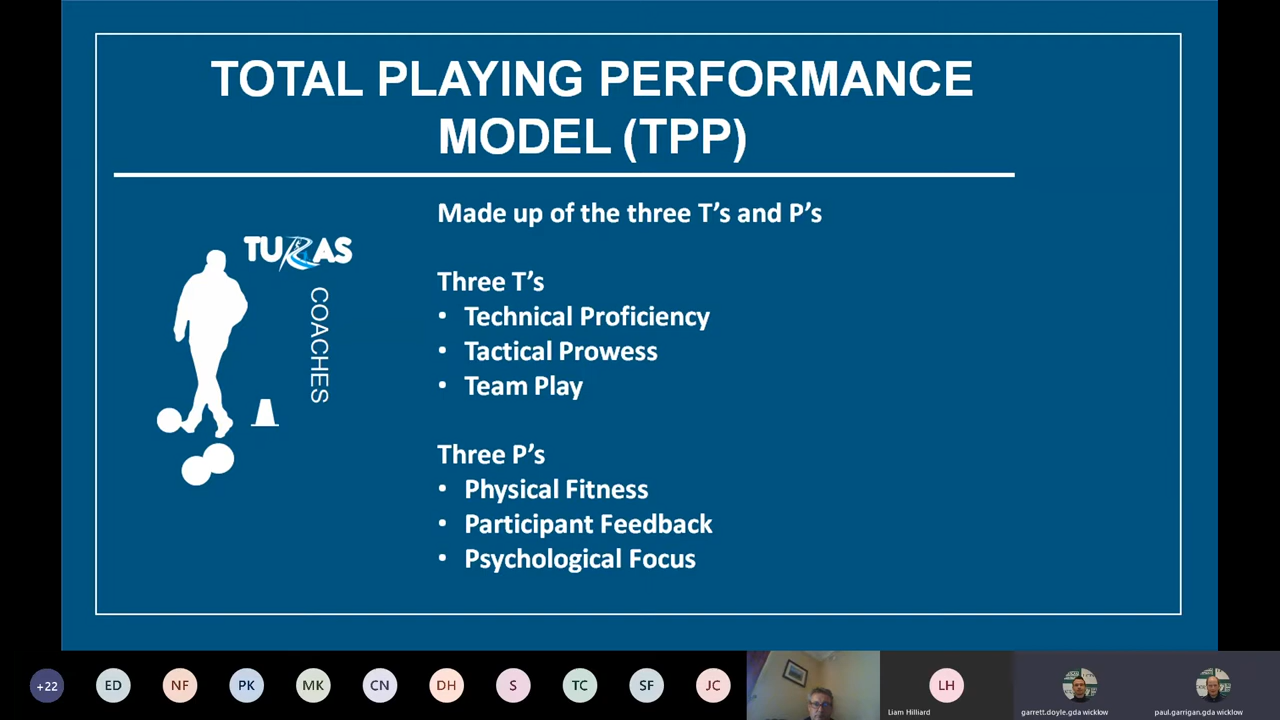 TOTAL PLAYING PERFORMANCE
MODEL (TPP)
Made up of the three T’s and P’s
TURAS
COACHES
Three T’s
• Technical Proficiency
• Tactical Prowess
• Team Play
Three P’s
• Physical Fitness
• Participant Feedback
• Psychological Focus
+22
ED
NF
PK
MK
CN
DH
S
TC
SF
JC
LH
Liam Hilliard
garrett.doyle.gda wicklow
paul.garrigan.gda wicklow